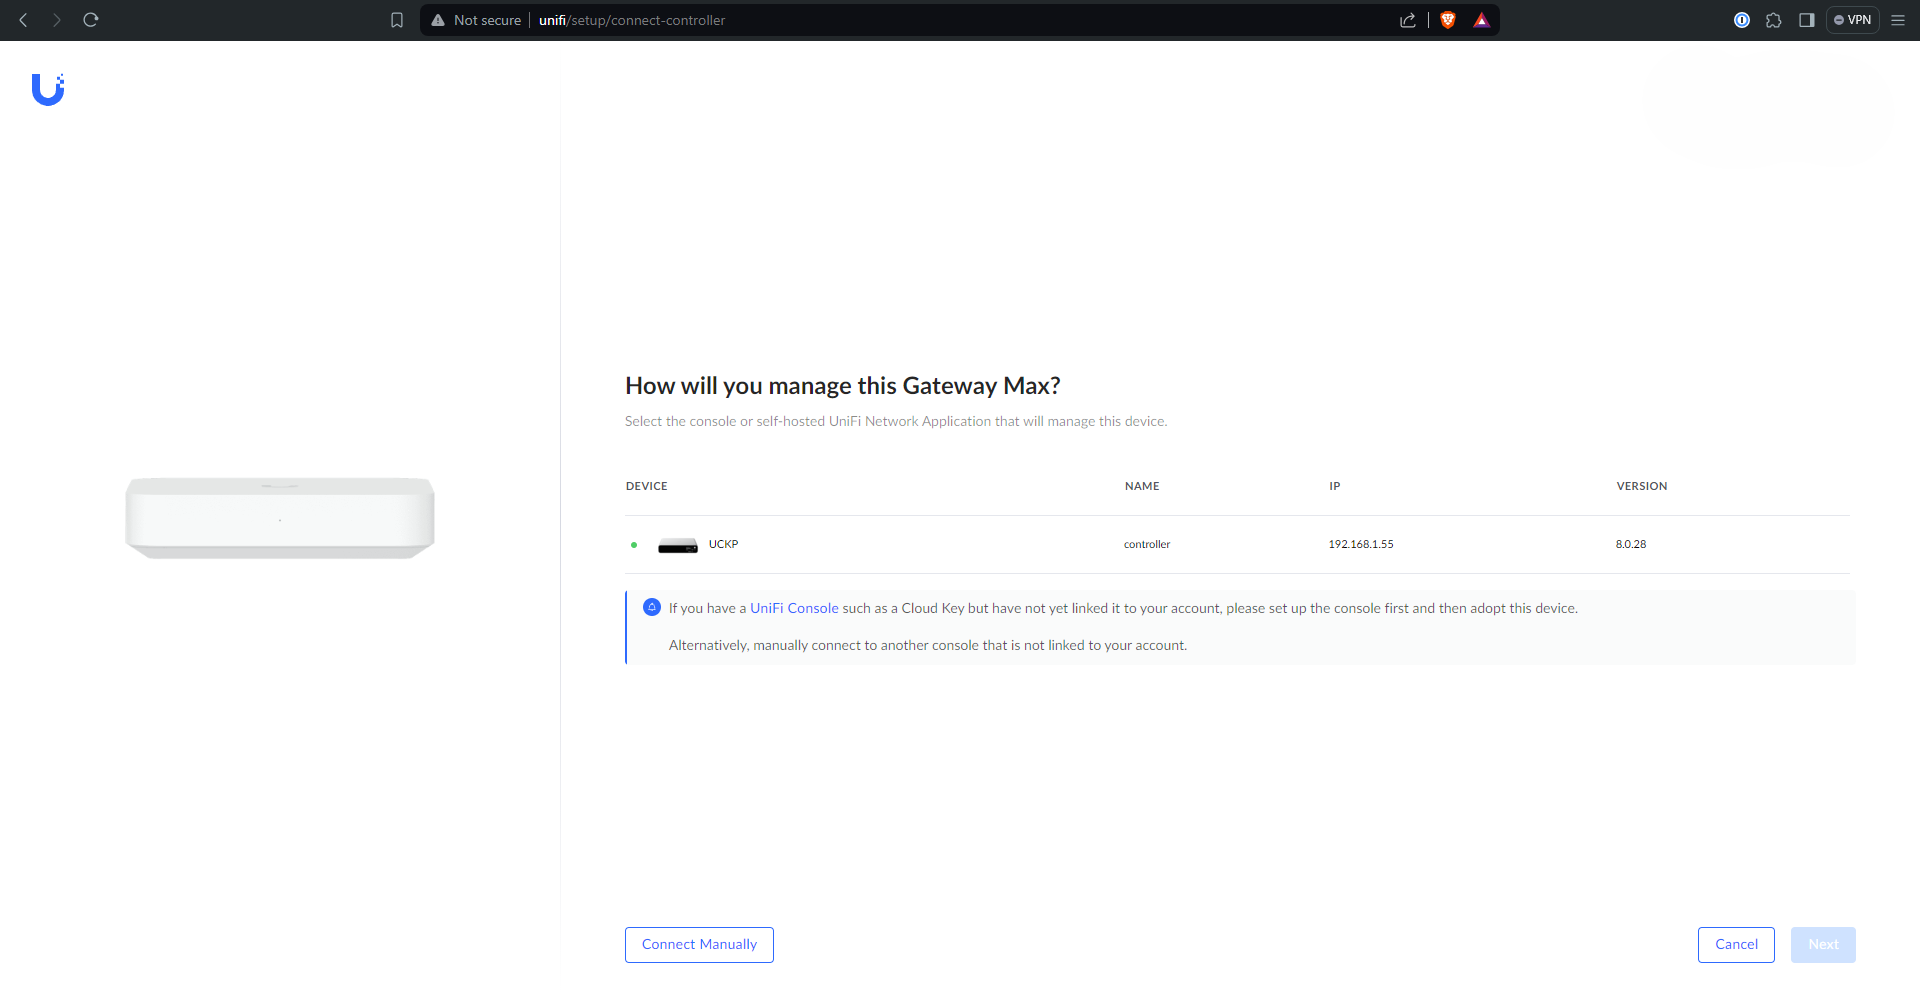 Not secure
unifi/setup/connect-controller
VPN
How will you manage this Gateway Max?
Select the console or self-hosted UniFi Network Application that will manage this device.
DEVICE NAME IP VERSION
UCKP controller 192.168.1.55 8.0.28
If you have a UniFi Console such as a Cloud Key but have not yet linked it to your account, please set up the console first and then adopt this device.
Alternatively, manually connect to another console that is not linked to your account.
Connect Manually
Cancel
Next